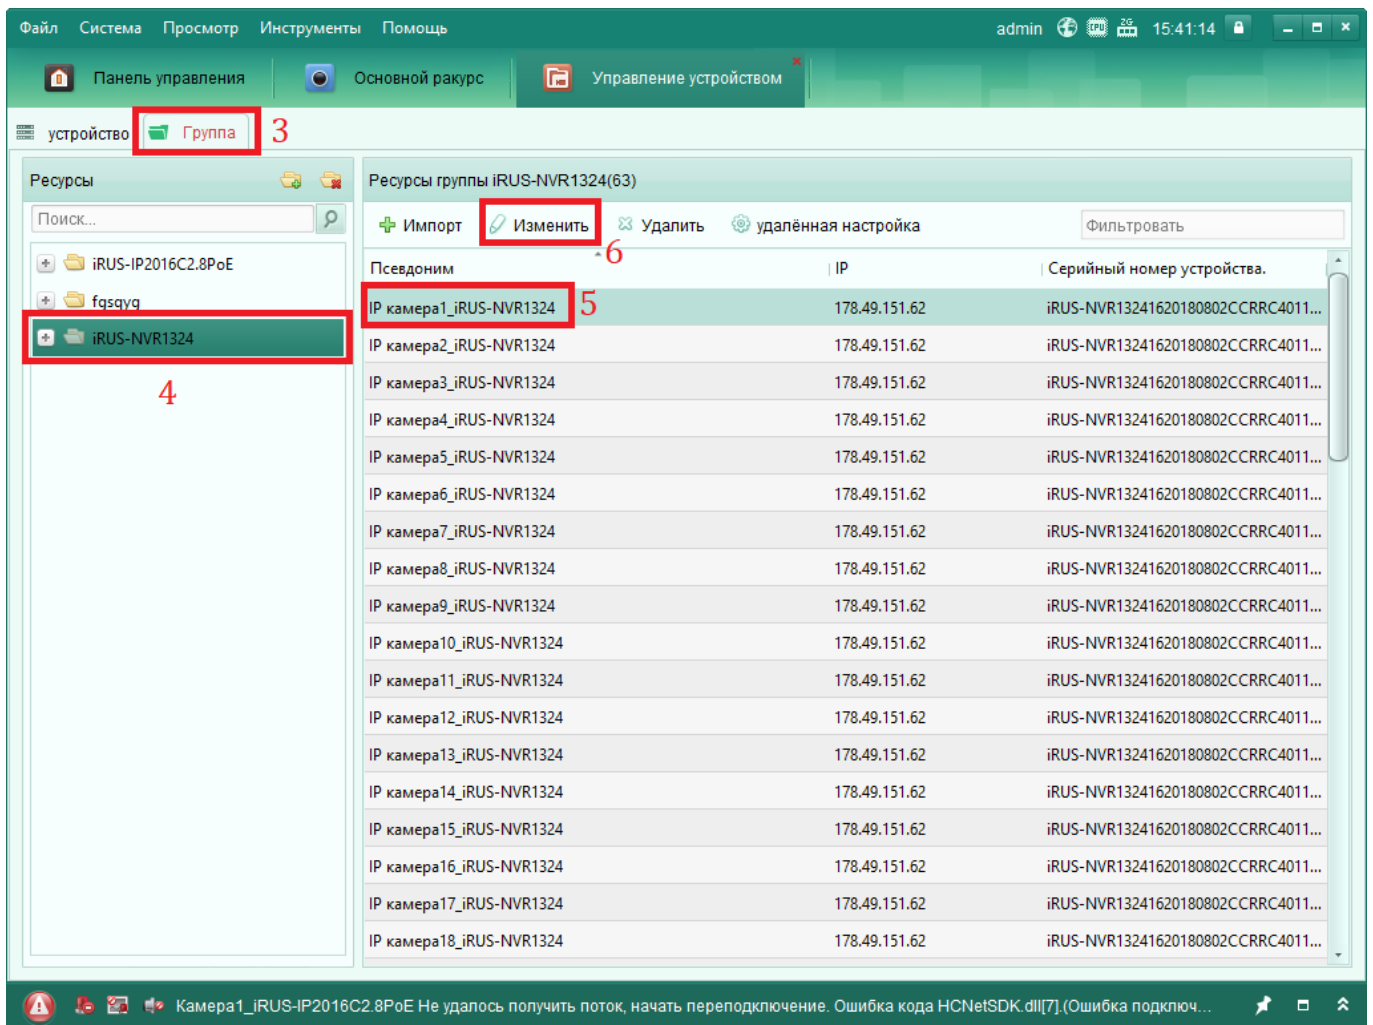 Файл Система Просмотр Инструменты Помощь admin 2G 15:41:14
Панель управления Основной ракурс Управление устройством
устройство Группа 3
Ресурсы Ресурсы группы iRUS-NVR1324(63)
Поиск... Импорт Изменить Удалить удалённая настройка Фильтровать
6
iRUS-IP2016C2.8PoE Псевдоним IP Серийный номер устройства.
fqsqyq IP камера1_iRUS-NVR1324 5 178.49.151.62 iRUS-NVR13241620180802CCRRC4011...
iRUS-NVR1324 IP камера2_iRUS-NVR1324 178.49.151.62 iRUS-NVR13241620180802CCRRC4011...
4 IP камера3_iRUS-NVR1324 178.49.151.62 iRUS-NVR13241620180802CCRRC4011...
IP камера4_iRUS-NVR1324 178.49.151.62 iRUS-NVR13241620180802CCRRC4011...
IP камера5_iRUS-NVR1324 178.49.151.62 iRUS-NVR13241620180802CCRRC4011...
IP камера6_iRUS-NVR1324 178.49.151.62 iRUS-NVR13241620180802CCRRC4011...
IP камера7_iRUS-NVR1324 178.49.151.62 iRUS-NVR13241620180802CCRRC4011...
IP камера8_iRUS-NVR1324 178.49.151.62 iRUS-NVR13241620180802CCRRC4011...
IP камера9_iRUS-NVR1324 178.49.151.62 iRUS-NVR13241620180802CCRRC4011...
IP камера10_iRUS-NVR1324 178.49.151.62 iRUS-NVR13241620180802CCRRC4011...
IP камера11_iRUS-NVR1324 178.49.151.62 iRUS-NVR13241620180802CCRRC4011...
IP камера12_iRUS-NVR1324 178.49.151.62 iRUS-NVR13241620180802CCRRC4011...
IP камера13_iRUS-NVR1324 178.49.151.62 iRUS-NVR13241620180802CCRRC4011...
IP камера14_iRUS-NVR1324 178.49.151.62 iRUS-NVR13241620180802CCRRC4011...
IP камера15_iRUS-NVR1324 178.49.151.62 iRUS-NVR13241620180802CCRRC4011...
IP камера16_iRUS-NVR1324 178.49.151.62 iRUS-NVR13241620180802CCRRC4011...
IP камера17_iRUS-NVR1324 178.49.151.62 iRUS-NVR13241620180802CCRRC4011...
IP камера18_iRUS-NVR1324 178.49.151.62 iRUS-NVR13241620180802CCRRC4011...
Камера1_iRUS-IP2016C2.8PoE Не удалось получить поток, начать переподключение. Ошибка кода HCNetSDK.dll[7].(Ошибка подключ...